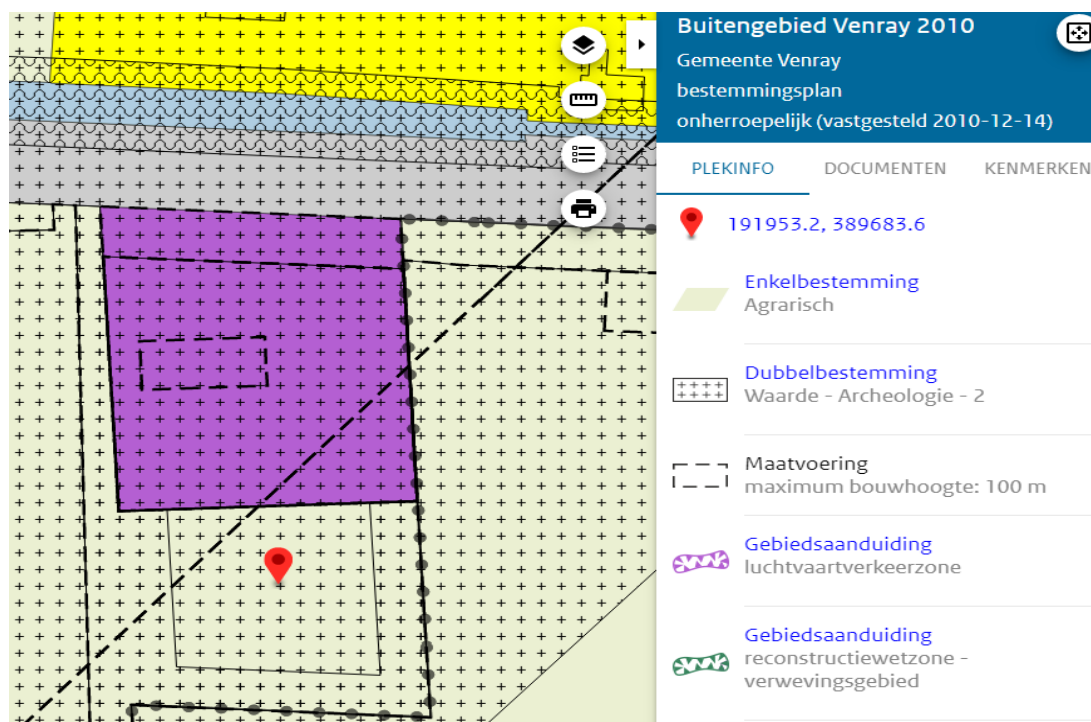 Buitengebied Venray 2010
Gemeente Venray
bestemmingsplan
onherroepelijk (vastgesteld 2010-12-14)
PLEKINFO DOCUMENTEN KENMERKEN
191953.2, 389683.6
Enkelbestemming
Agrarisch
Dubbelbestemming
Waarde - Archeologie - 2
Maatvoering
maximum bouwhoogte: 100 m
Gebiedsaanduiding
luchtvaartverkeerzone
Gebiedsaanduiding
reconstructiewetzone -
verwevingsgebied